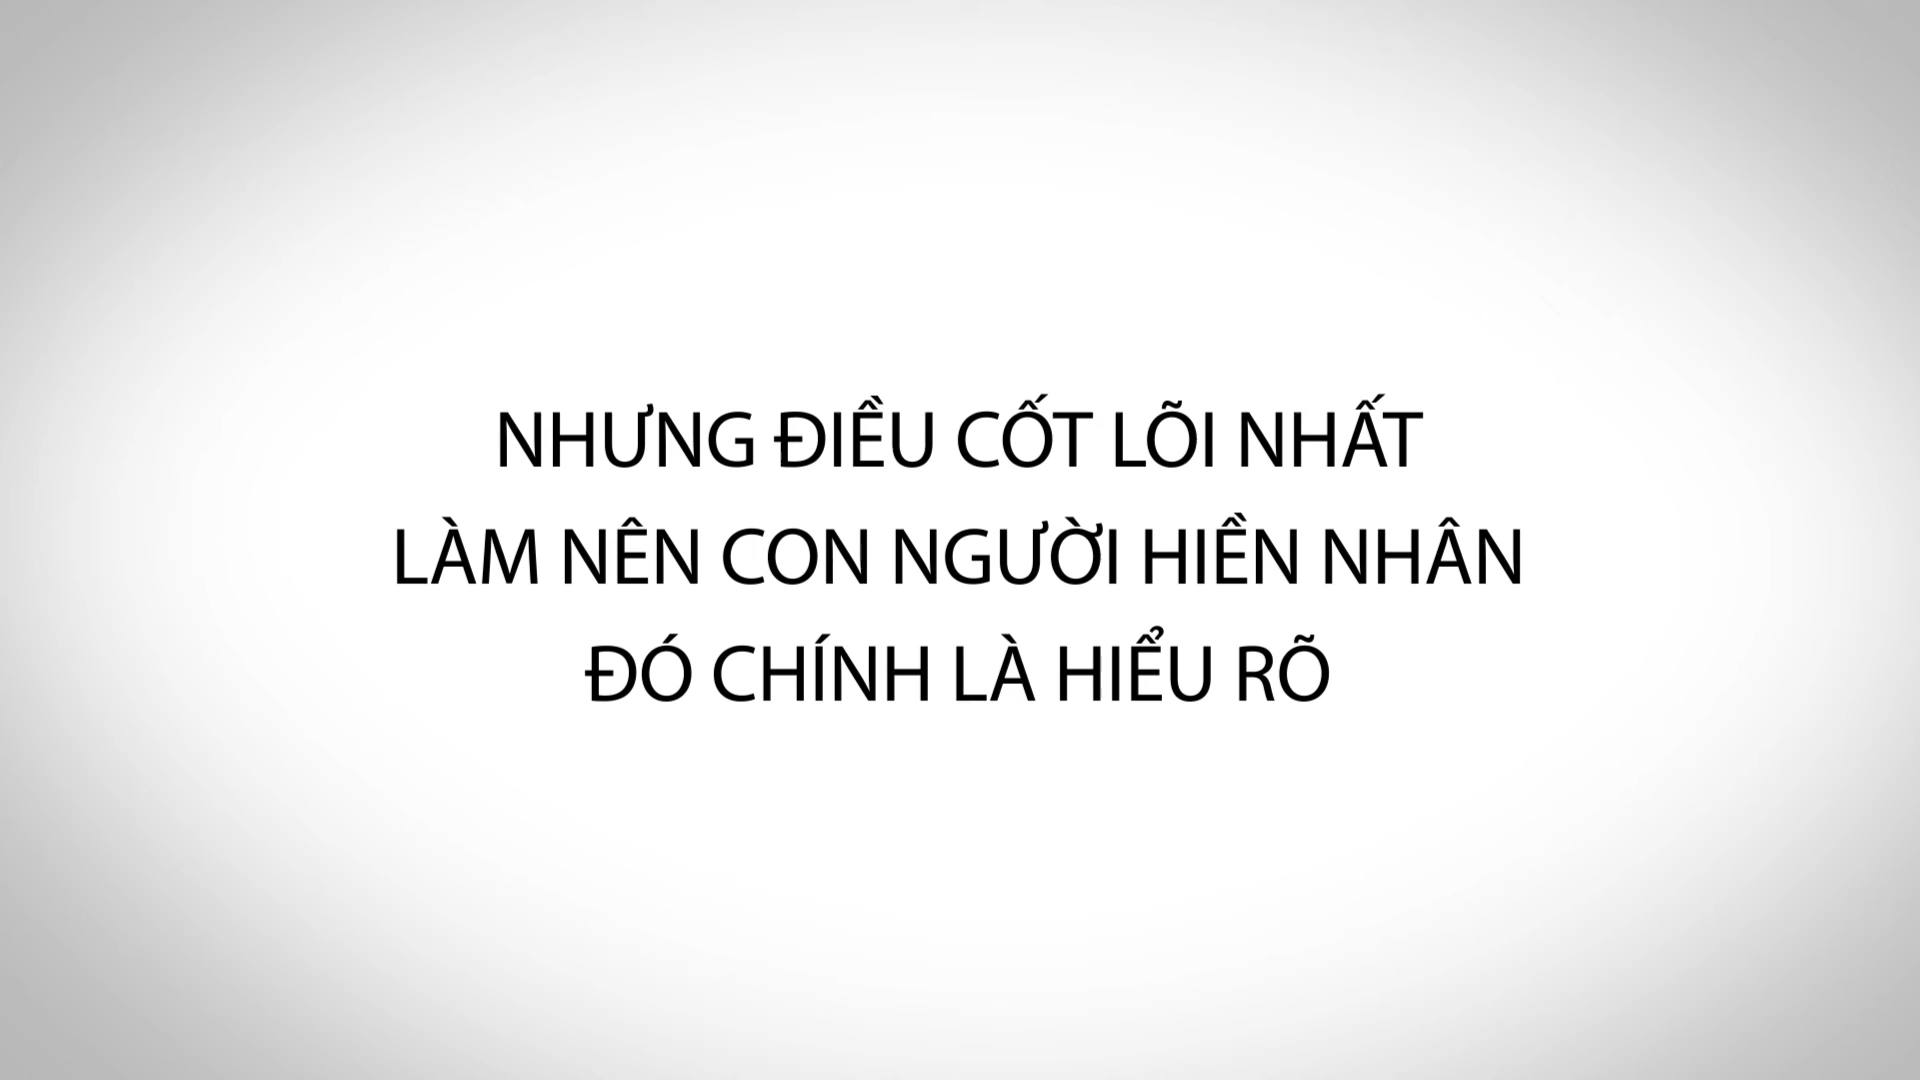 NHƯNG ĐIỀU CỐT LÕI NHẤT
LÀM NÊN CON NGƯỜI HIỀN NHÂN
ĐÓ CHÍNH LÀ HIỂU RÕ